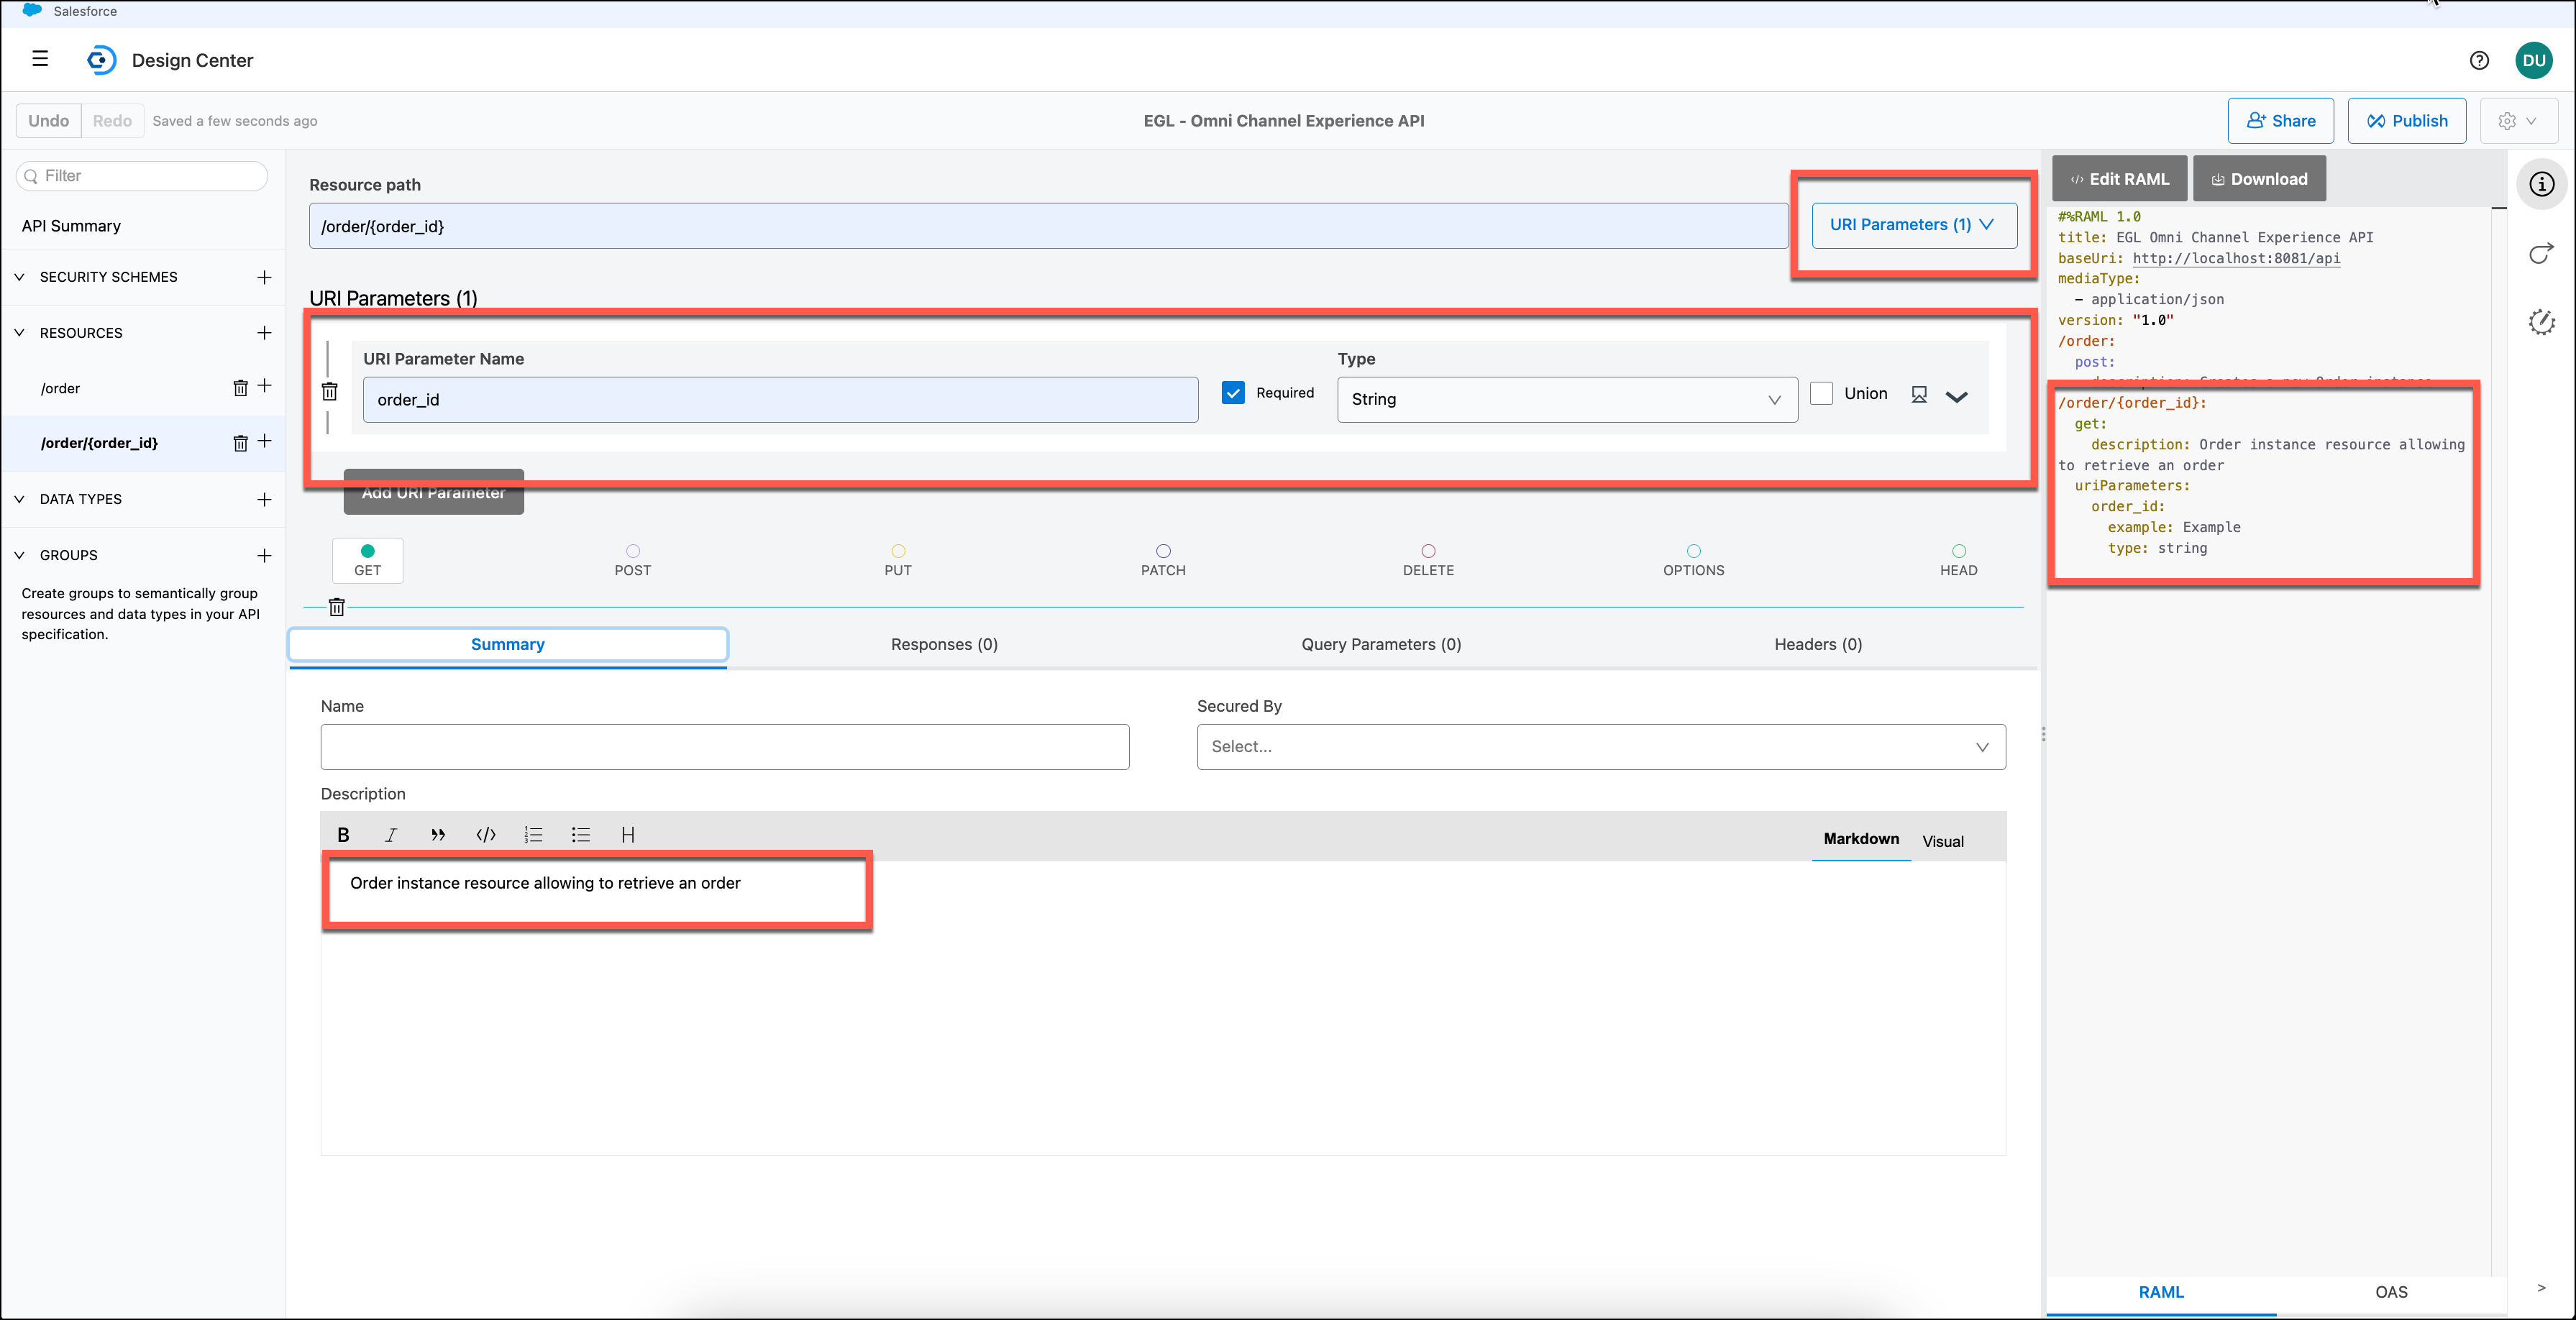 Salesforce
Design Center
DU
Undo Redo Saved a few seconds ago
EGL - Omni Channel Experience API
Share Publish
Filter
API Summary
SECURITY SCHEMES
RESOURCES
/order
/order/{order_id}
DATA TYPES
GROUPS
Create groups to semantically group
resources and data types in your API
specification.
Resource path
/order/{order_id}
URI Parameters (1)
URI Parameters (1)
URI Parameter Name
Type
order_id
Required
String
Union
Add URI Parameter
GET POST PUT PATCH DELETE OPTIONS HEAD
Summary Responses (0) Query Parameters (0) Headers (0)
Name
Secured By
Select...
Description
B I H
Markdown Visual
Order instance resource allowing to retrieve an order
Edit RAML Download
#%RAML 1.0
title: EGL Omni Channel Experience API
baseUri: http://localhost:8081/api
mediaType:
- application/json
version: "1.0"
/order:
post:
description: Creates a new Order instance
/order/{order_id}:
get:
description: Order instance resource allowing
to retrieve an order
uriParameters:
order_id:
example: Example
type: string
RAML OAS